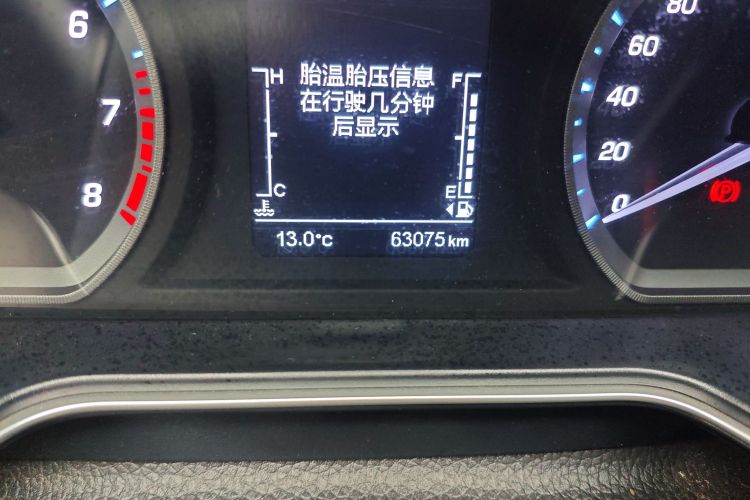 6
7
8
H
胎温胎压信息
在行驶几分钟
后显示
F
C
E
13.0°C
63075 km
80
60
40
20
0
(P)